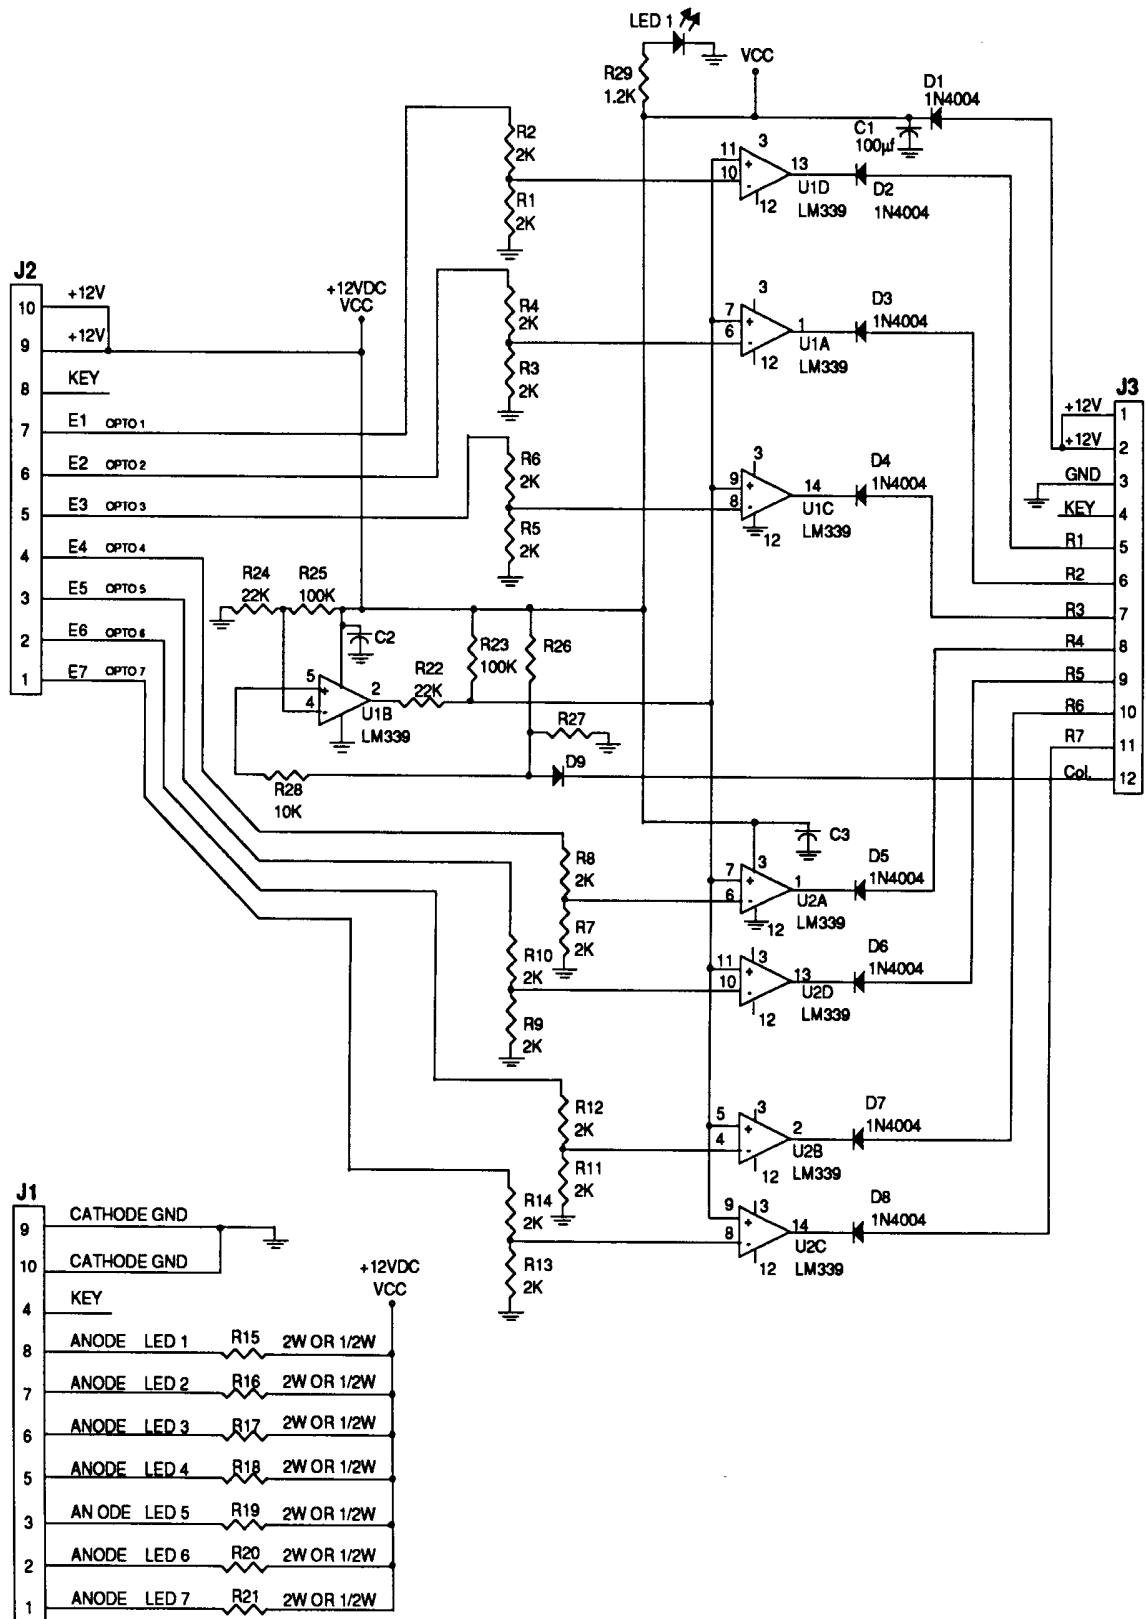 LED 1
VCC
R29
1.2K
D1
1N4004
C1
100µf
R2
2K
R1
2K
3
11
10
13
12
U1D
LM339
D2
1N4004
J2
10
+12V
9
+12V
8
KEY
7
E1 OPTO 1
6
E2 OPTO 2
5
E3 OPTO 3
4
E4 OPTO 4
3
E5 OPTO 5
2
E6 OPTO 6
1
E7 OPTO 7
+12VDC
VCC
R4
2K
R3
2K
3
7
6
1
12
U1A
LM339
D3
1N4004
R6
2K
R5
2K
3
9
8
14
12
U1C
LM339
D4
1N4004
J3
+12V
1
+12V
2
GND
3
KEY
4
R1
5
R2
6
R3
7
R4
8
R5
9
R6
10
R7
11
Col.
12
R24
22K
R25
100K
C2
5
4
2
U1B
LM339
R22
22K
R23
100K
R26
R27
D9
R28
10K
C3
R8
2K
R7
2K
3
7
6
1
12
U2A
LM339
D5
1N4004
R10
2K
R9
2K
3
11
10
13
12
U2D
LM339
D6
1N4004
R12
2K
R11
2K
3
5
4
2
12
U2B
LM339
D7
1N4004
R14
2K
R13
2K
3
9
8
14
12
U2C
LM339
D8
1N4004
J1
9
CATHODE GND
10
CATHODE GND
4
KEY
+12VDC
VCC
8
ANODE LED 1 R15 2W OR 1/2W
7
ANODE LED 2 R16 2W OR 1/2W
6
ANODE LED 3 R17 2W OR 1/2W
5
ANODE LED 4 R18 2W OR 1/2W
3
AN ODE LED 5 R19 2W OR 1/2W
2
ANODE LED 6 R20 2W OR 1/2W
1
ANODE LED 7 R21 2W OR 1/2W